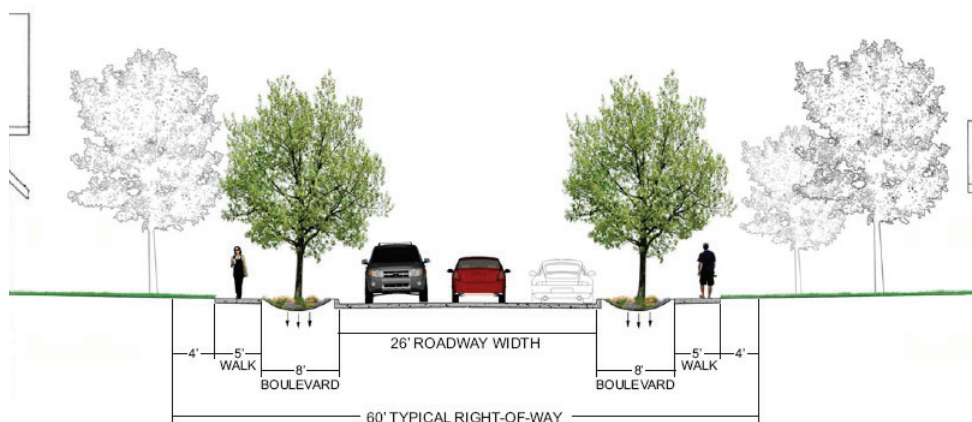 26' ROADWAY WIDTH
4' 5' 5' 4'
WALK WALK
8' 8'
BOULEVARD BOULEVARD
60' TYPICAL RIGHT-OF-WAY